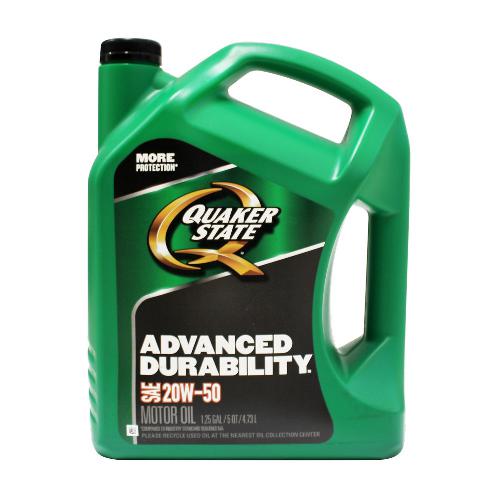 MORE
PROTECTION*
QUAKER
STATE
ADVANCED
DURABILITY™
SAE 20W-50
MOTOR OIL 1.25 GAL / 5 QT / 4.73 L
PLEASE RECYCLE USED OIL AT THE NEAREST OIL COLLECTION CENTER